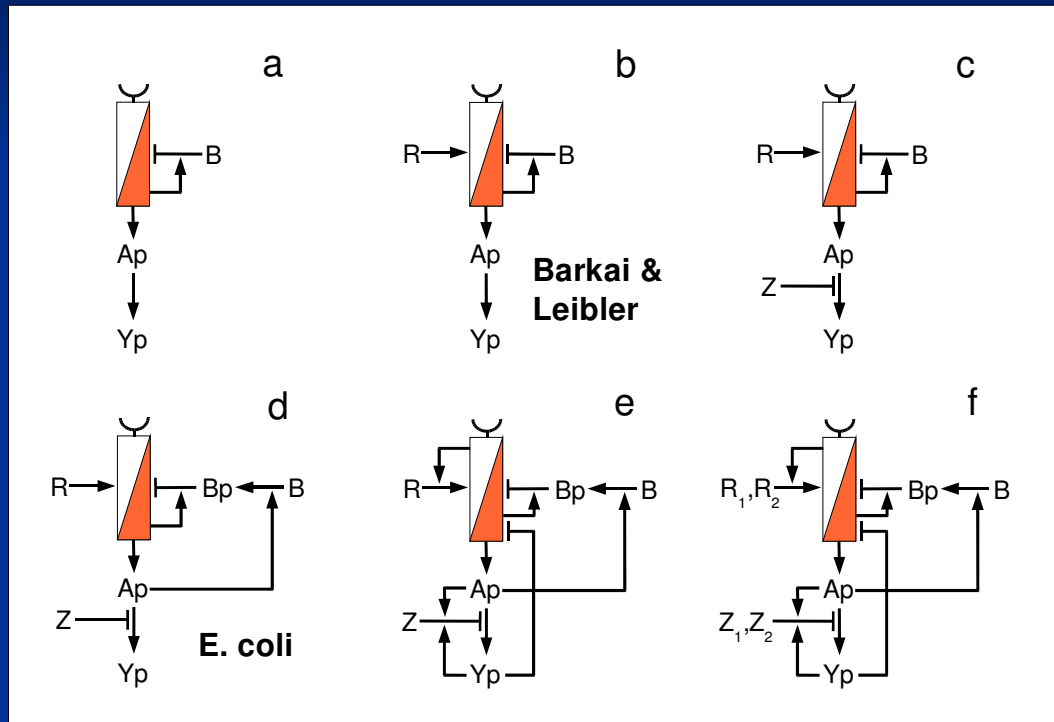 a
R
B
Ap
Yp
b
R
B
Ap
Yp
Barkai &
Leibler
c
R
B
Ap
Z
Yp
d
R
Bp
B
Ap
Z
Yp
E. coli
e
R
Bp
B
Ap
Z
Yp
f
R₁,R₂
Bp
B
Ap
Z₁,Z₂
Yp